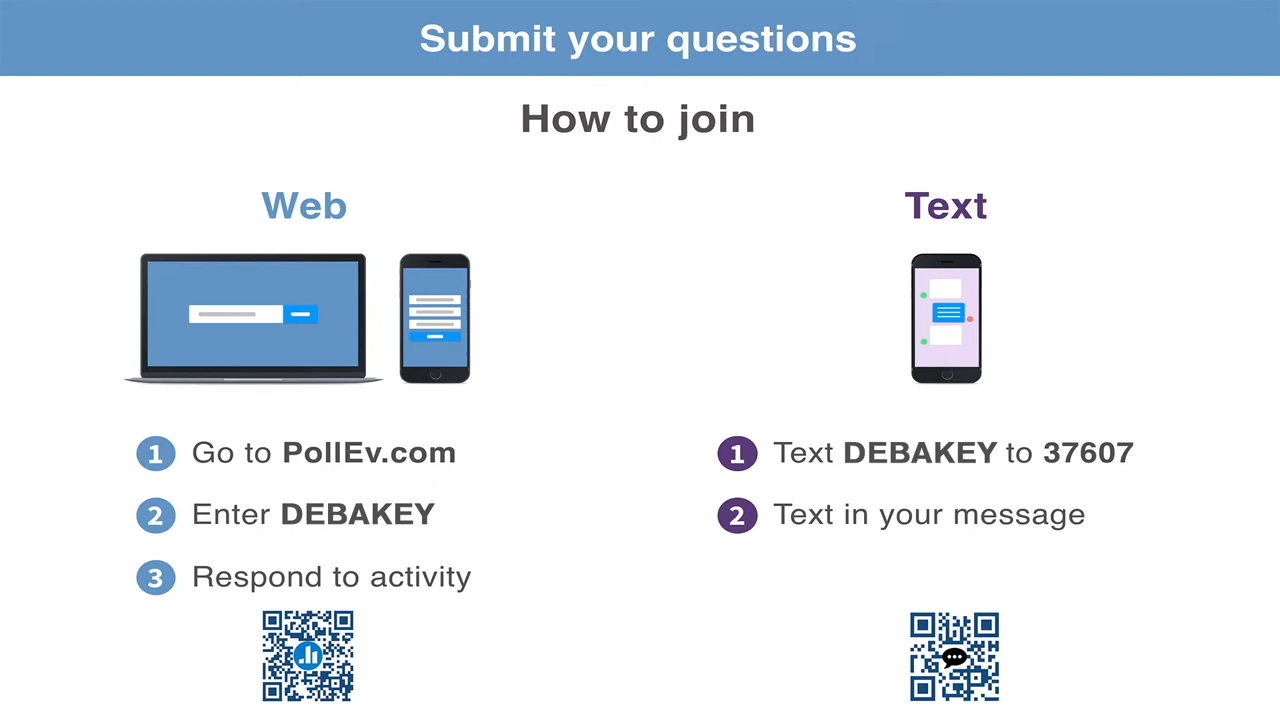 Submit your questions
How to join
Web
1 Go to PollEv.com
2 Enter DEBAKEY
3 Respond to activity
Text
1 Text DEBAKEY to 37607
2 Text in your message